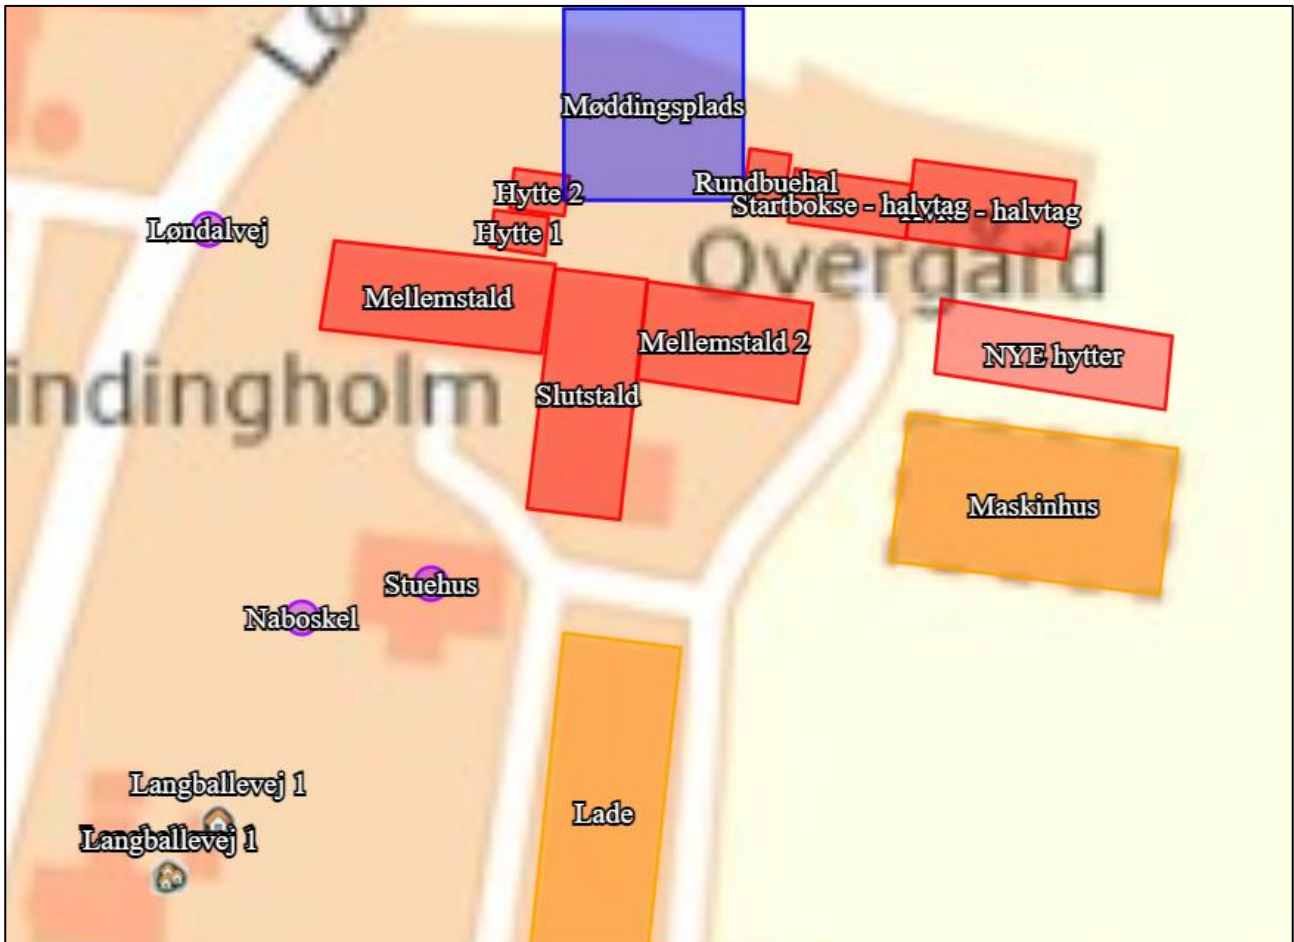 Møddingsplads
Rundbuehal
Hytte 2
Startbokse - halvtag
- halvtag
Løndalvej
Hytte 1
Overgård
Mellemstald
Mellemstald 2
NYE hytter
indingholm
Slutstald
Maskinhus
Stuehus
Naboskel
Langballevej 1
Lade
Langballevej 1